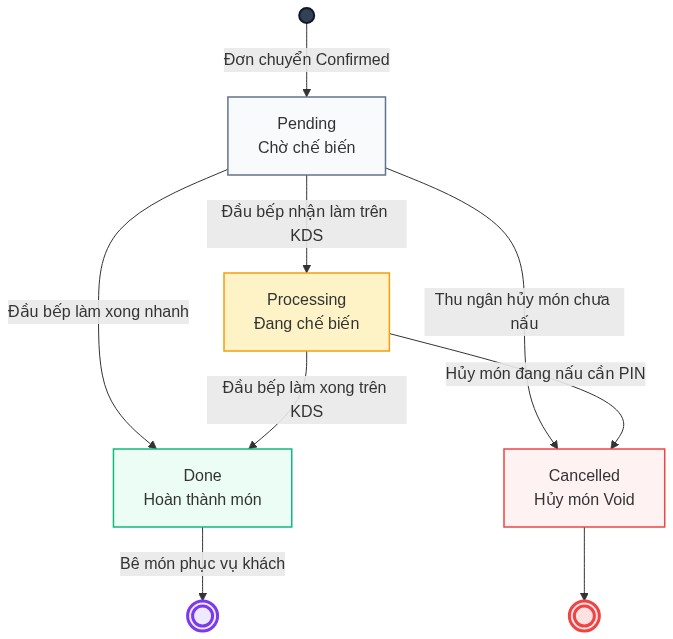 Đơn chuyển Confirmed
Pending
Chờ chế biến
Đầu bếp nhận làm trên
KDS
Processing
Đang chế biến
Thu ngân hủy món chưa
nấu
Đầu bếp làm xong nhanh
Hủy món đang nấu cần PIN
Đầu bếp làm xong trên
KDS
Done
Hoàn thành món
Cancelled
Hủy món Void
Bê món phục vụ khách